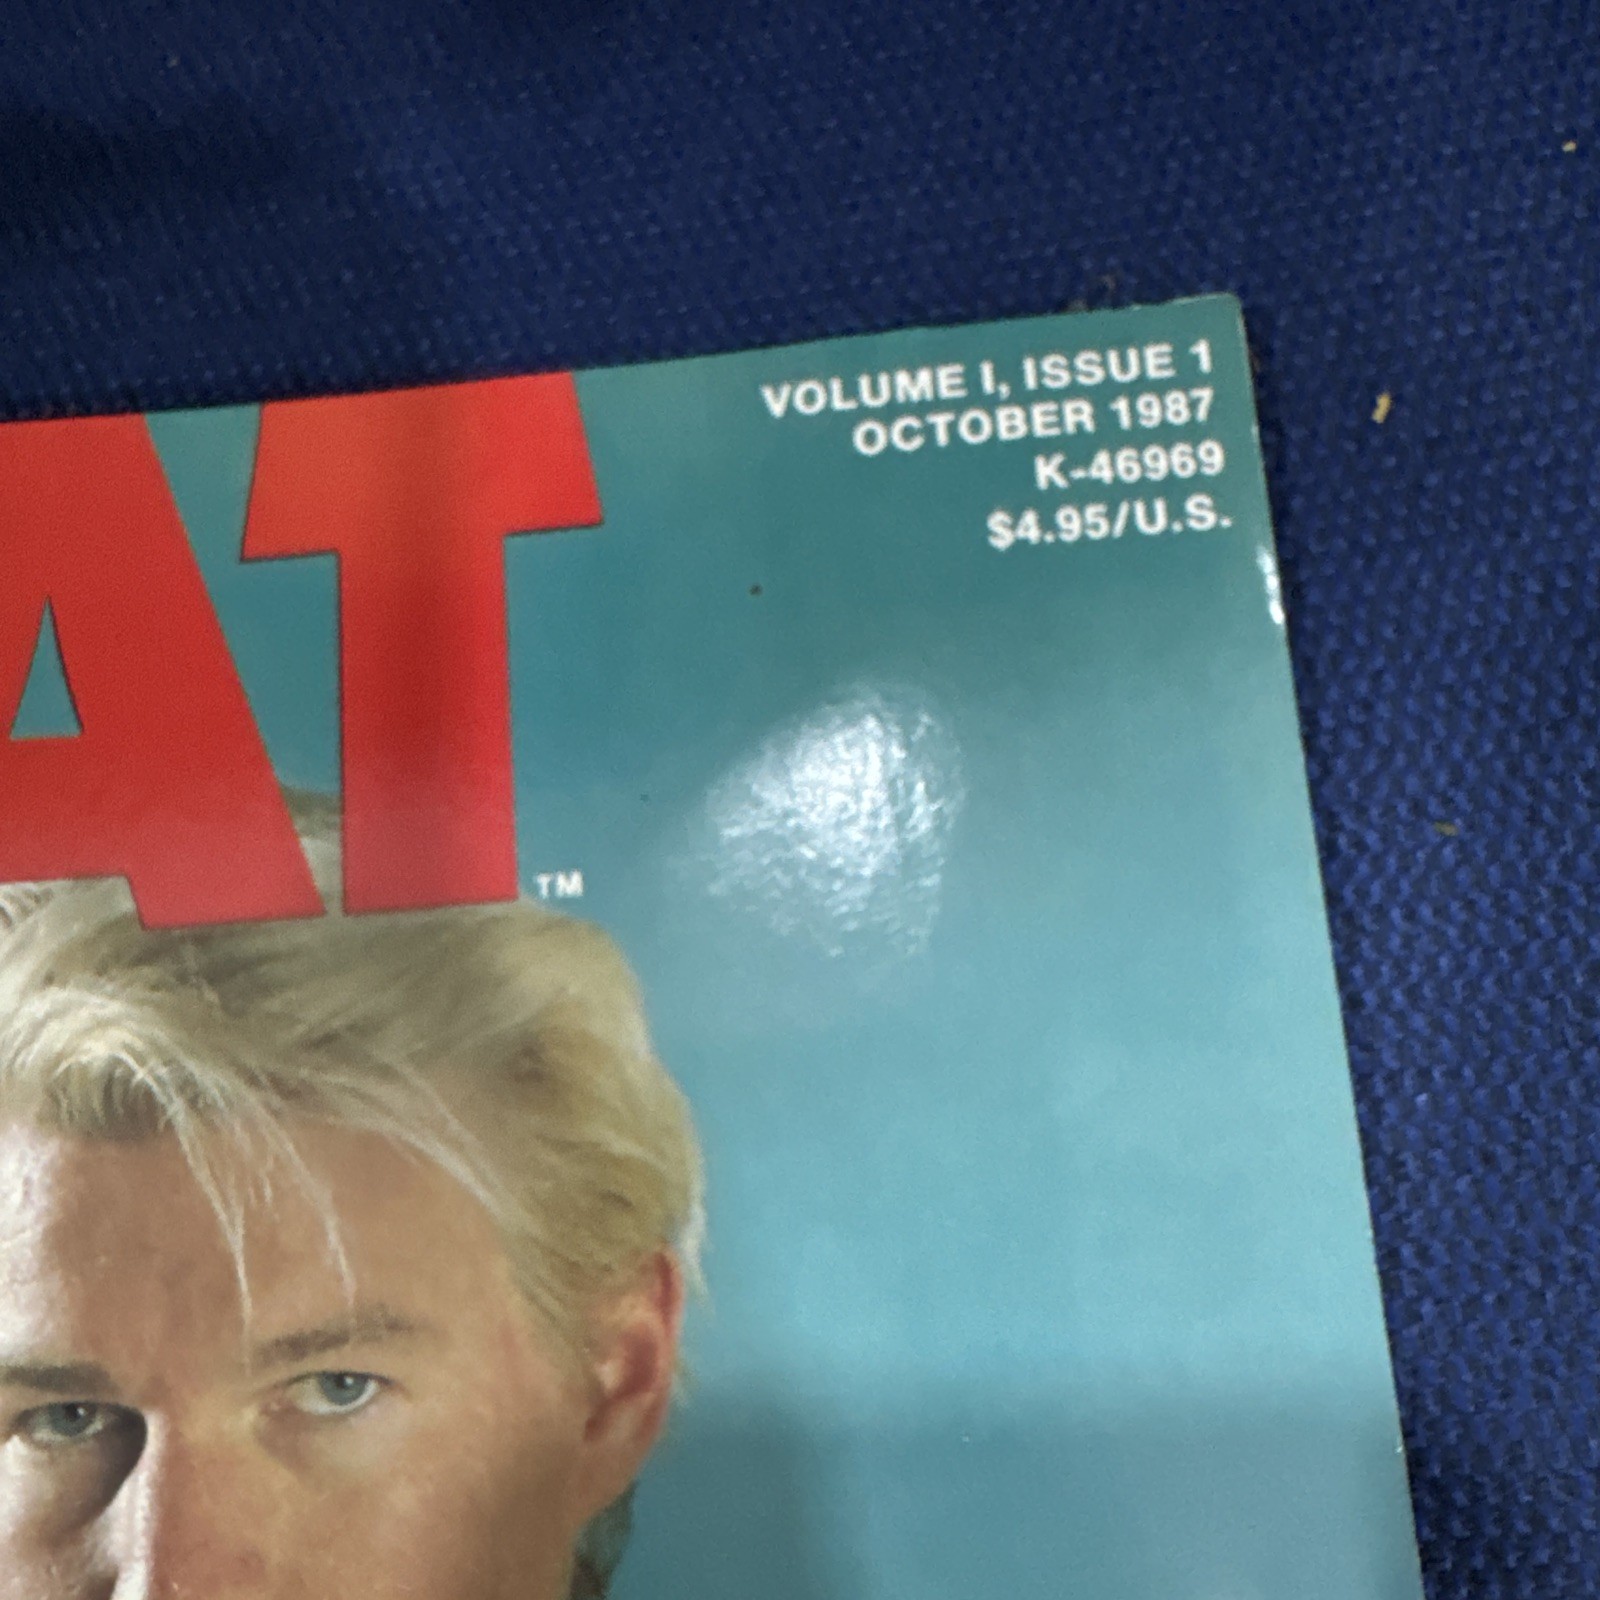 AT
VOLUME I, ISSUE 1
OCTOBER 1987
K-46969
$4.95/U.S.
TM